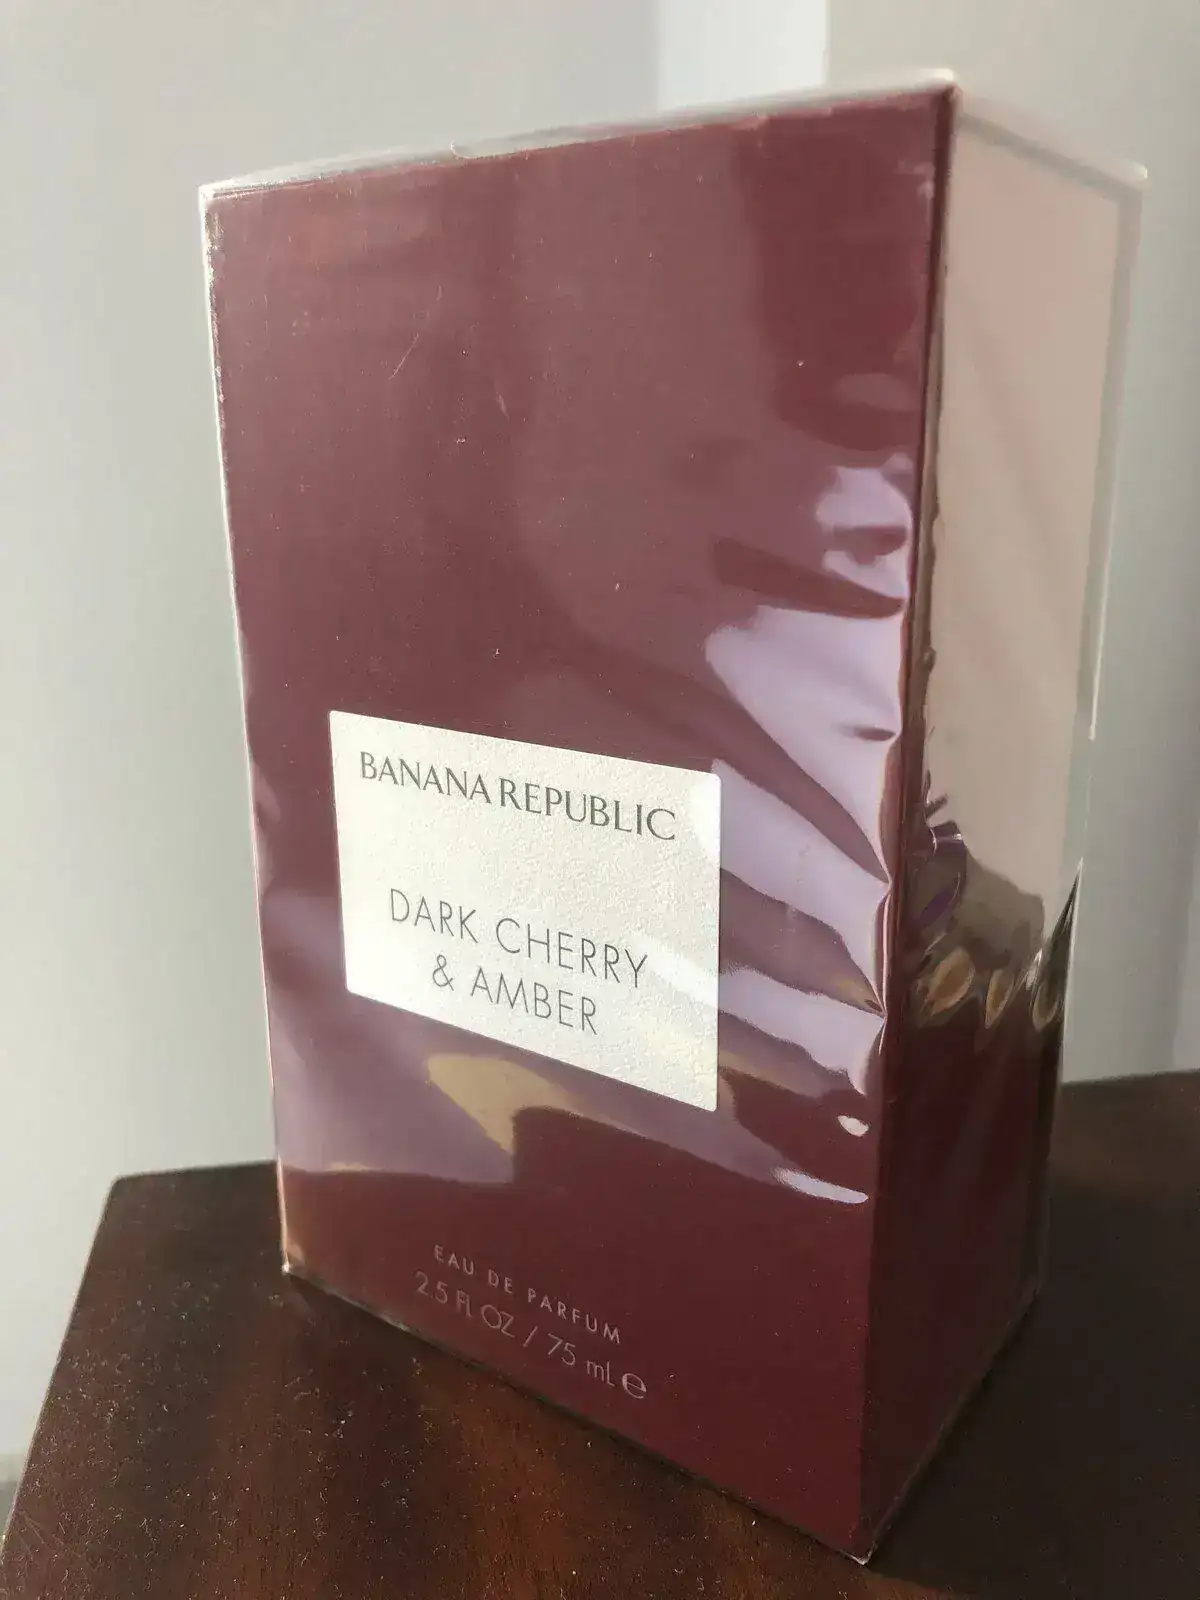 BANANA REPUBLIC
DARK CHERRY
& AMBER
EAU DE PARFUM
2.5 FL OZ / 75 mL ℮